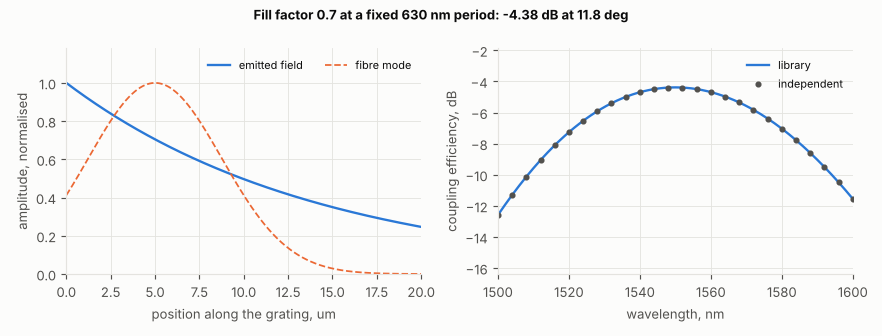 Fill factor 0.7 at a fixed 630 nm period: -4.38 dB at 11.8 deg
emitted field
fibre mode
amplitude, normalised
1.0
0.8
0.6
0.4
0.2
0.0
0.0 2.5 5.0 7.5 10.0 12.5 15.0 17.5 20.0
position along the grating, um
library
independent
coupling efficiency, dB
−2
−4
−6
−8
−10
−12
−14
−16
1500 1520 1540 1560 1580 1600
wavelength, nm